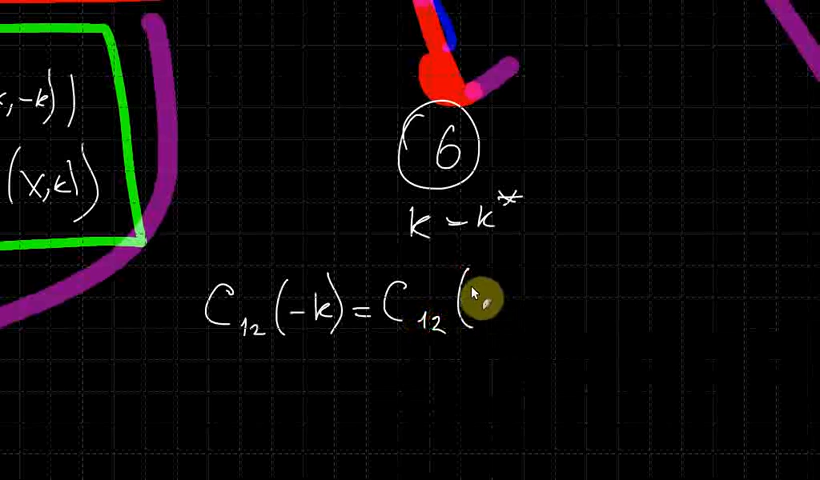 , -k))
(x, k))
6
k - k*
C₁₂(-k) = C₁₂(